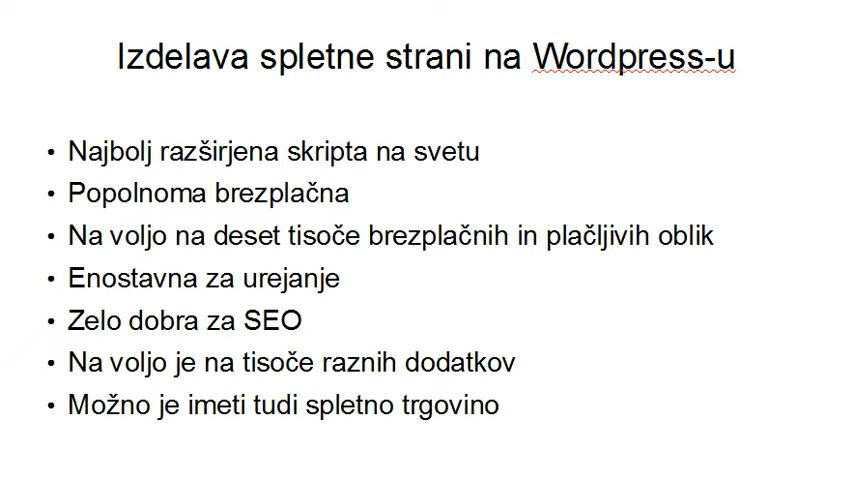 Izdelava spletne strani na Wordpress-u
• Najbolj razširjena skripta na svetu
• Popolnoma brezplačna
• Na voljo na deset tisoče brezplačnih in plačljivih oblik
• Enostavna za urejanje
• Zelo dobra za SEO
• Na voljo je na tisoče raznih dodatkov
• Možno je imeti tudi spletno trgovino